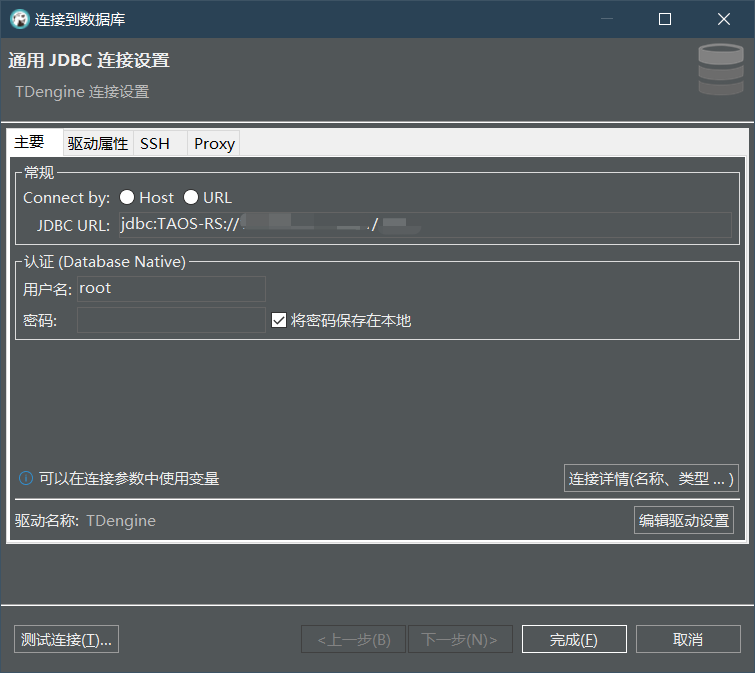 连接到数据库
通用 JDBC 连接设置
TDengine 连接设置
主要 驱动属性 SSH Proxy
常规
Connect by: Host URL
JDBC URL: jdbc:TAOS-RS:// /
认证 (Database Native)
用户名: root
密码: 将密码保存在本地
可以在连接参数中使用变量 连接详情(名称、类型 ... )
驱动名称: TDengine 编辑驱动设置
测试连接(T)... <上一步(B) 下一步(N)> 完成(F) 取消